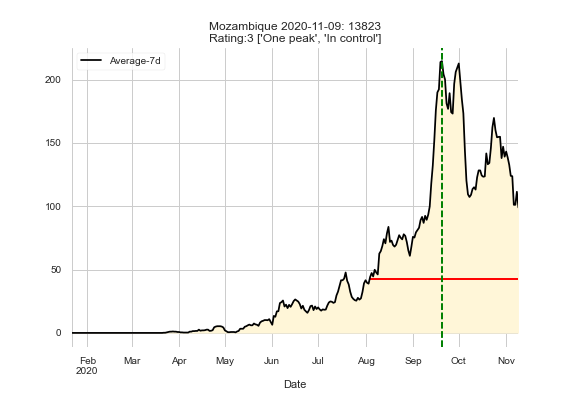 Mozambique 2020-11-09: 13823
Rating:3 ['One peak', 'In control']
Average-7d
200
150
100
50
0
Feb Mar Apr May Jun Jul Aug Sep Oct Nov
2020
Date